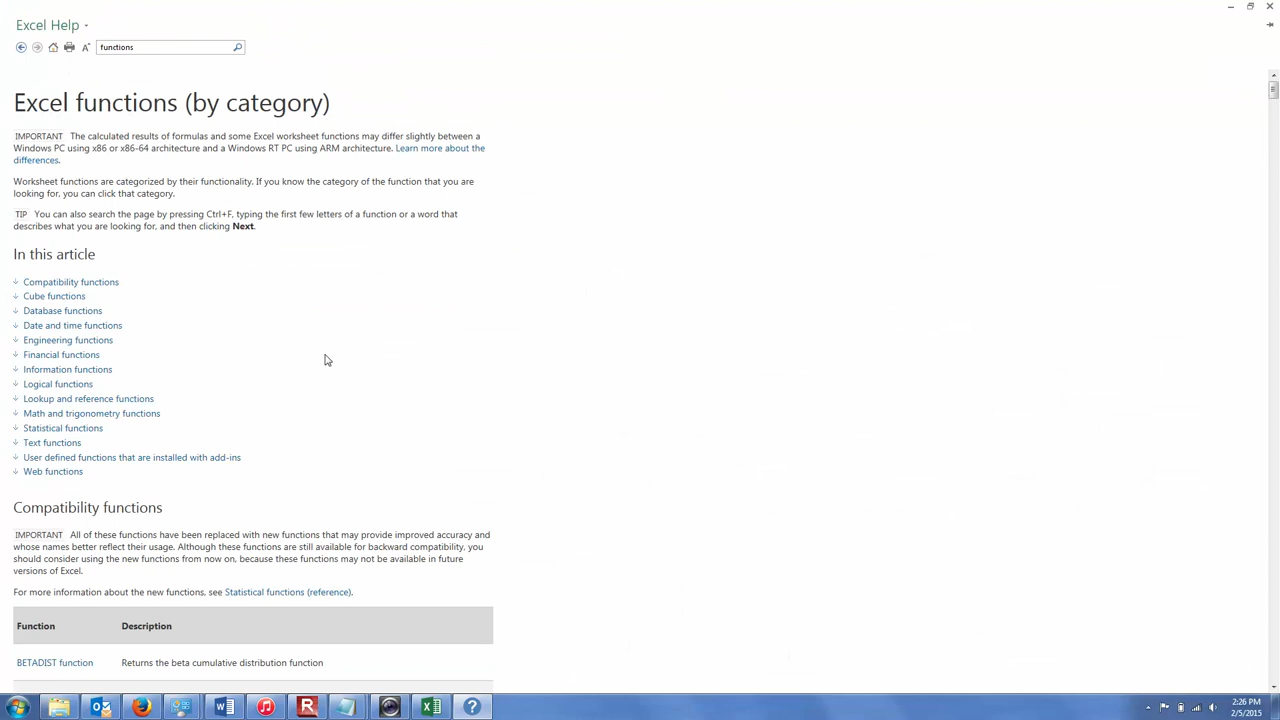 Excel Help
functions
Excel functions (by category)
IMPORTANT The calculated results of formulas and some Excel worksheet functions may differ slightly between a
Windows PC using x86 or x86-64 architecture and a Windows RT PC using ARM architecture. Learn more about the
differences.
Worksheet functions are categorized by their functionality. If you know the category of the function that you are
looking for, you can click that category.
TIP You can also search the page by pressing Ctrl+F, typing the first few letters of a function or a word that
describes what you are looking for, and then clicking Next.
In this article
Compatibility functions
Cube functions
Database functions
Date and time functions
Engineering functions
Financial functions
Information functions
Logical functions
Lookup and reference functions
Math and trigonometry functions
Statistical functions
Text functions
User defined functions that are installed with add-ins
Web functions
Compatibility functions
IMPORTANT All of these functions have been replaced with new functions that may provide improved accuracy and
whose names better reflect their usage. Although these functions are still available for backward compatibility, you
should consider using the new functions from now on, because these functions may not be available in future
versions of Excel.
For more information about the new functions, see Statistical functions (reference).
Function Description
BETADIST function Returns the beta cumulative distribution function
2:26 PM
2/5/2015